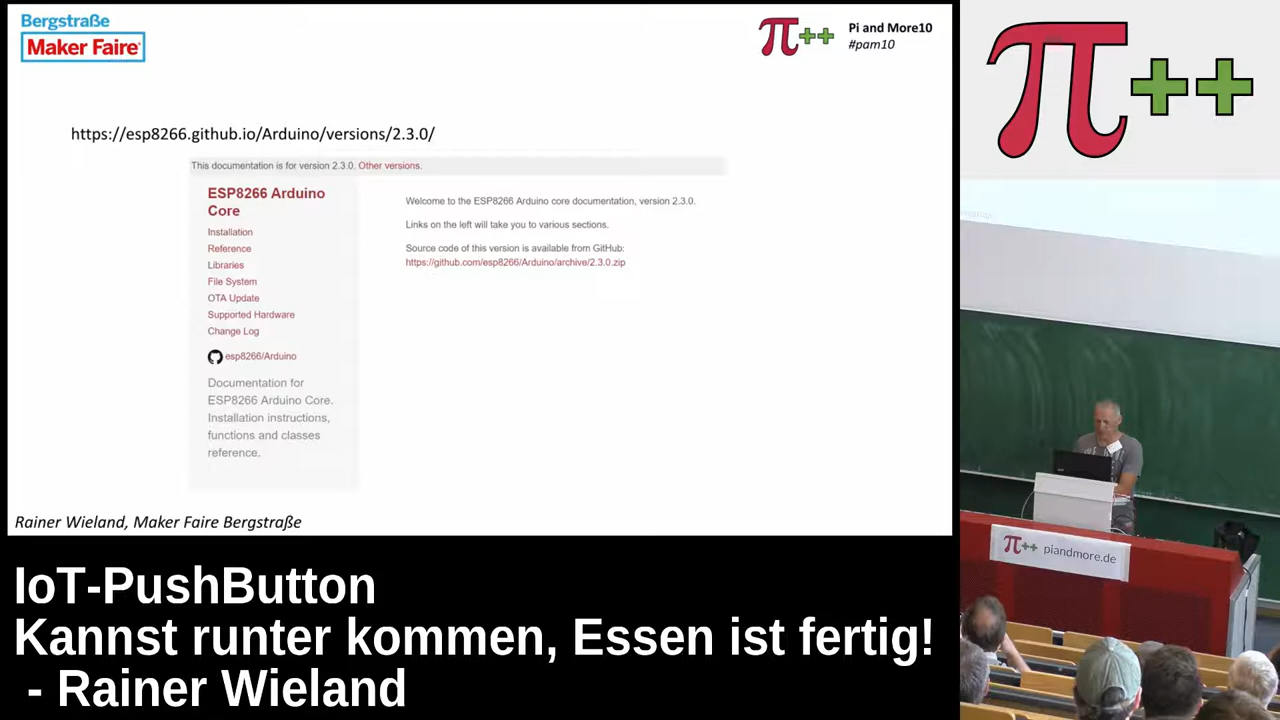 Bergstraße
Maker Faire
π++
Pi and More10
#pam10
https://esp8266.github.io/Arduino/versions/2.3.0/
This documentation is for version 2.3.0. Other versions.
ESP8266 Arduino
Core
Installation
Reference
Libraries
File System
OTA Update
Supported Hardware
Change Log
esp8266/Arduino
Documentation for
ESP8266 Arduino Core.
Installation instructions,
functions and classes
reference.
Welcome to the ESP8266 Arduino core documentation, version 2.3.0.
Links on the left will take you to various sections.
Source code of this version is available from GitHub:
https://github.com/esp8266/Arduino/archive/2.3.0.zip
Rainer Wieland, Maker Faire Bergstraße
IoT-PushButton
Kannst runter kommen, Essen ist fertig!
- Rainer Wieland
π++
π++ piandmore.de